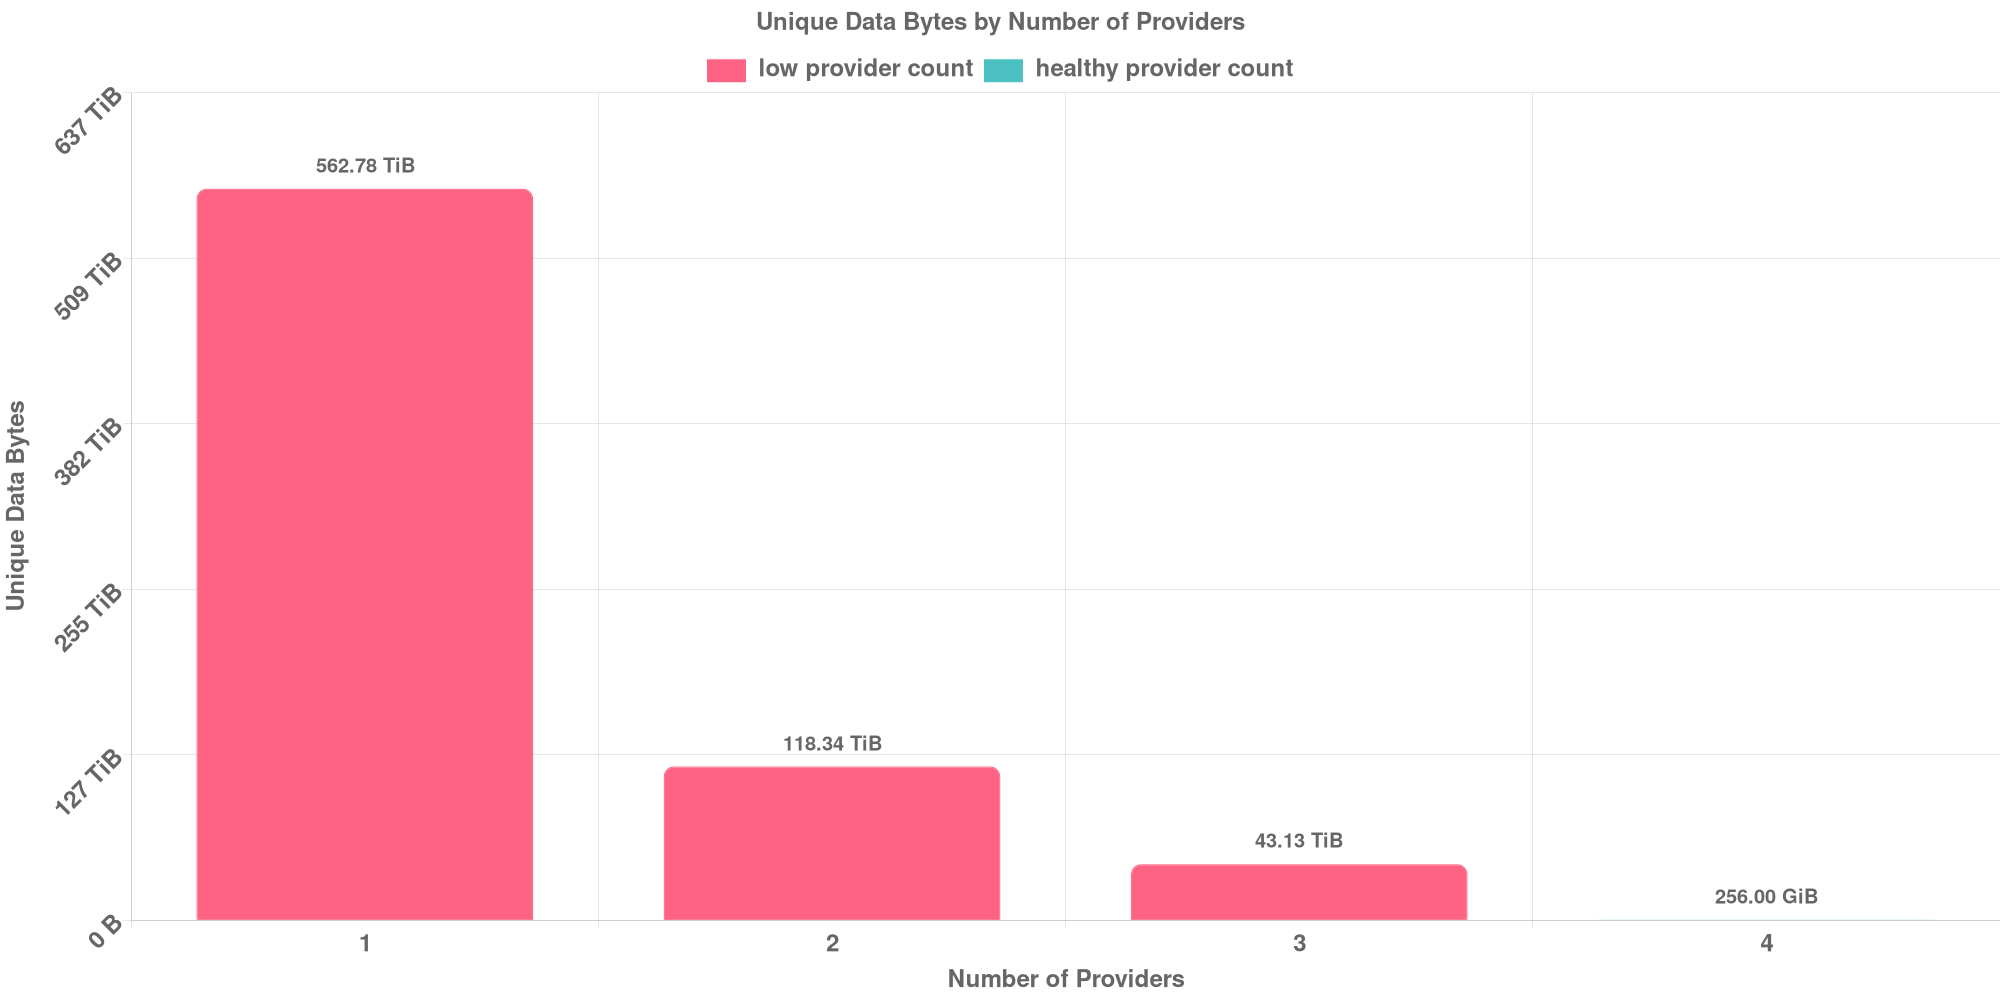 Unique Data Bytes by Number of Providers
low provider count healthy provider count
637 TiB
509 TiB
382 TiB
255 TiB
127 TiB
0 B
Unique Data Bytes
562.78 TiB
118.34 TiB
43.13 TiB
256.00 GiB
1 2 3 4
Number of Providers